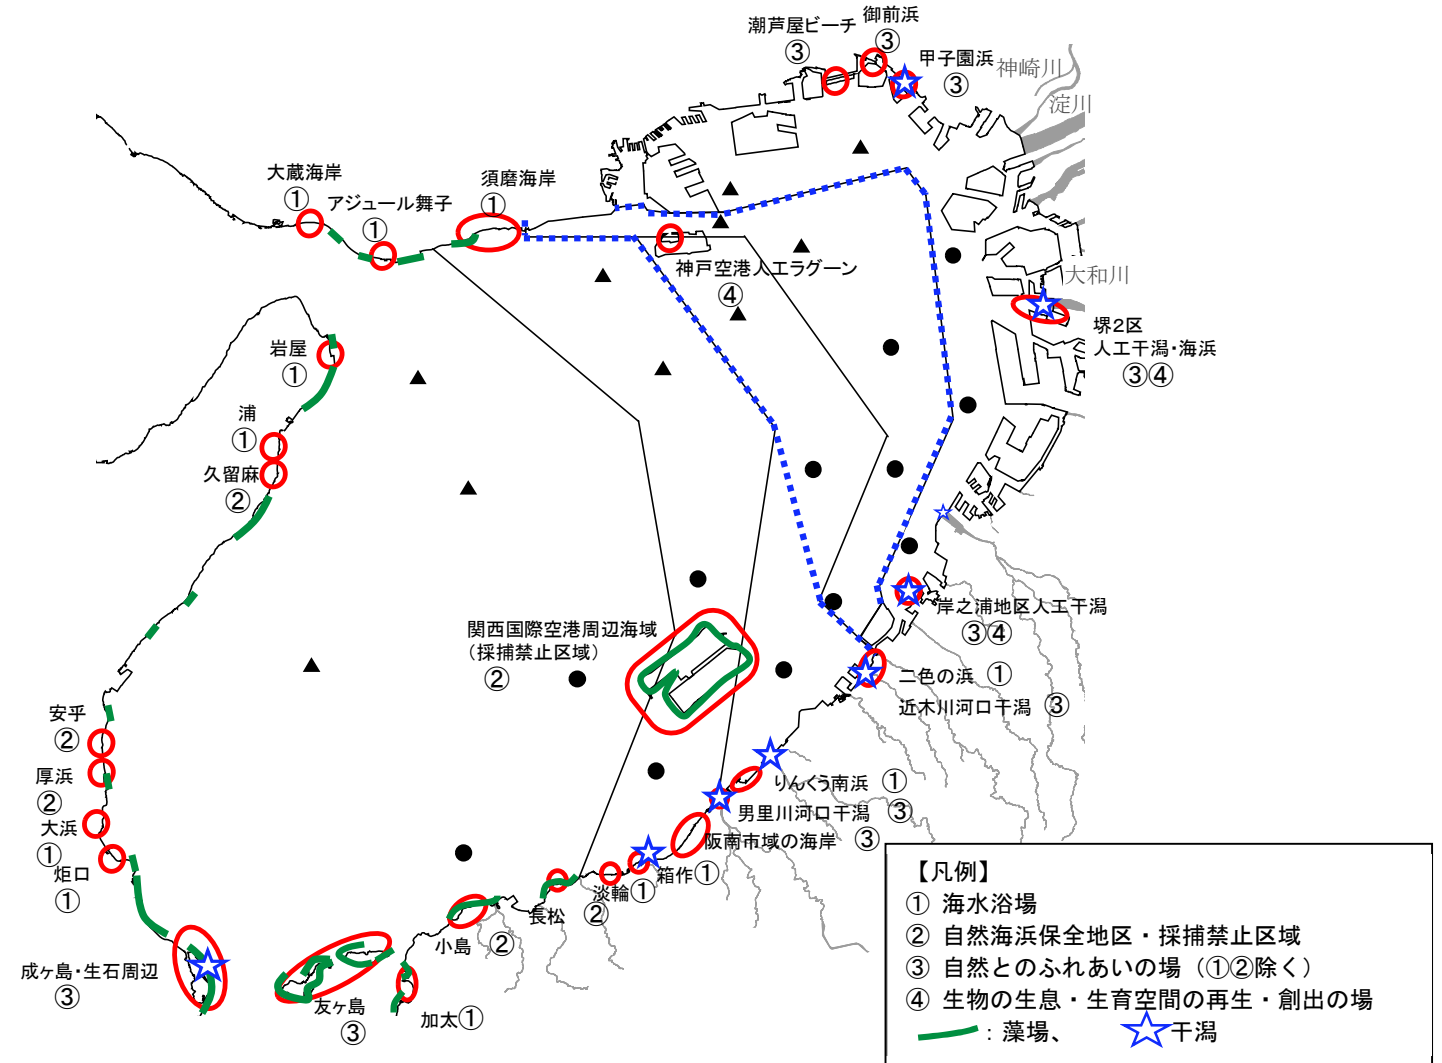 御前浜
③
潮芦屋ビーチ
③
甲子園浜
③
神崎川
淀川
大蔵海岸
①
アジュール舞子
①
須磨海岸
①
神戸空港人工ラグーン
④
大和川
堺2区
人工干潟・海浜
③④
岩屋
①
浦
①
久留麻
②
岸之浦地区人工干潟
③④
関西国際空港周辺海域
(採捕禁止区域)
②
二色の浜 ①
近木川河口干潟 ③
安乎
②
厚浜
②
大浜
①
炬口
①
りんくう南浜 ①
男里川河口干潟 ③
阪南市域の海岸 ③
箱作①
淡輪①
②
長松
小島 ②
成ヶ島・生石周辺
③
友ヶ島
③
加太①
【凡例】
① 海水浴場
② 自然海浜保全地区・採捕禁止区域
③ 自然とのふれあいの場(①②除く)
④ 生物の生息・生育空間の再生・創出の場
:藻場、 干潟